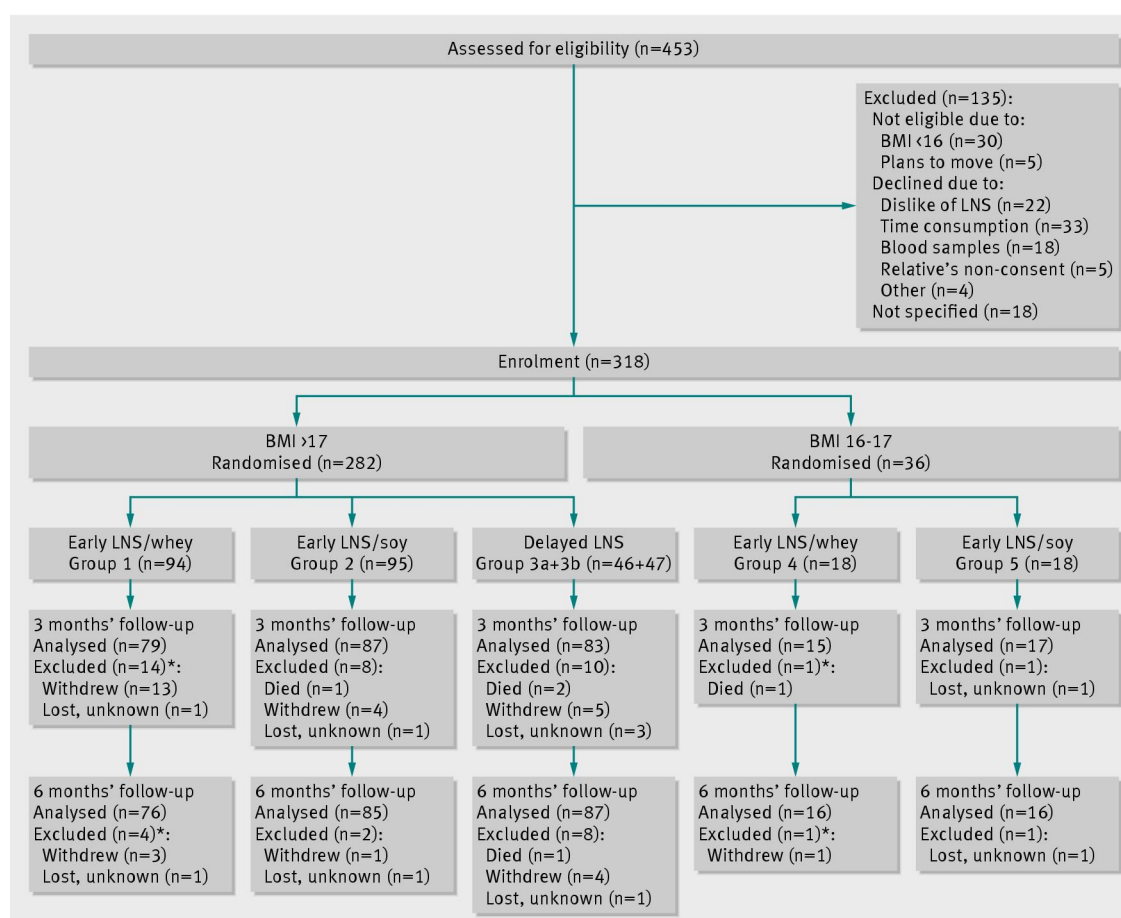 Assessed for eligibility (n=453)
Excluded (n=135):
Not eligible due to:
BMI <16 (n=30)
Plans to move (n=5)
Declined due to:
Dislike of LNS (n=22)
Time consumption (n=33)
Blood samples (n=18)
Relative's non-consent (n=5)
Other (n=4)
Not specified (n=18)
Enrolment (n=318)
BMI >17
Randomised (n=282)
BMI 16-17
Randomised (n=36)
Early LNS/whey
Group 1 (n=94)
Early LNS/soy
Group 2 (n=95)
Delayed LNS
Group 3a+3b (n=46+47)
Early LNS/whey
Group 4 (n=18)
Early LNS/soy
Group 5 (n=18)
3 months' follow-up
Analysed (n=79)
Excluded (n=14)*:
Withdrew (n=13)
Lost, unknown (n=1)
3 months' follow-up
Analysed (n=87)
Excluded (n=8):
Died (n=1)
Withdrew (n=4)
Lost, unknown (n=1)
3 months' follow-up
Analysed (n=83)
Excluded (n=10):
Died (n=2)
Withdrew (n=5)
Lost, unknown (n=3)
3 months' follow-up
Analysed (n=15)
Excluded (n=1)*:
Died (n=1)
3 months' follow-up
Analysed (n=17)
Excluded (n=1):
Lost, unknown (n=1)
6 months' follow-up
Analysed (n=76)
Excluded (n=4)*:
Withdrew (n=3)
Lost, unknown (n=1)
6 months' follow-up
Analysed (n=85)
Excluded (n=2):
Withdrew (n=1)
Lost, unknown (n=1)
6 months' follow-up
Analysed (n=87)
Excluded (n=8):
Died (n=1)
Withdrew (n=4)
Lost, unknown (n=1)
6 months' follow-up
Analysed (n=16)
Excluded (n=1)*:
Withdrew (n=1)
6 months' follow-up
Analysed (n=16)
Excluded (n=1):
Lost, unknown (n=1)